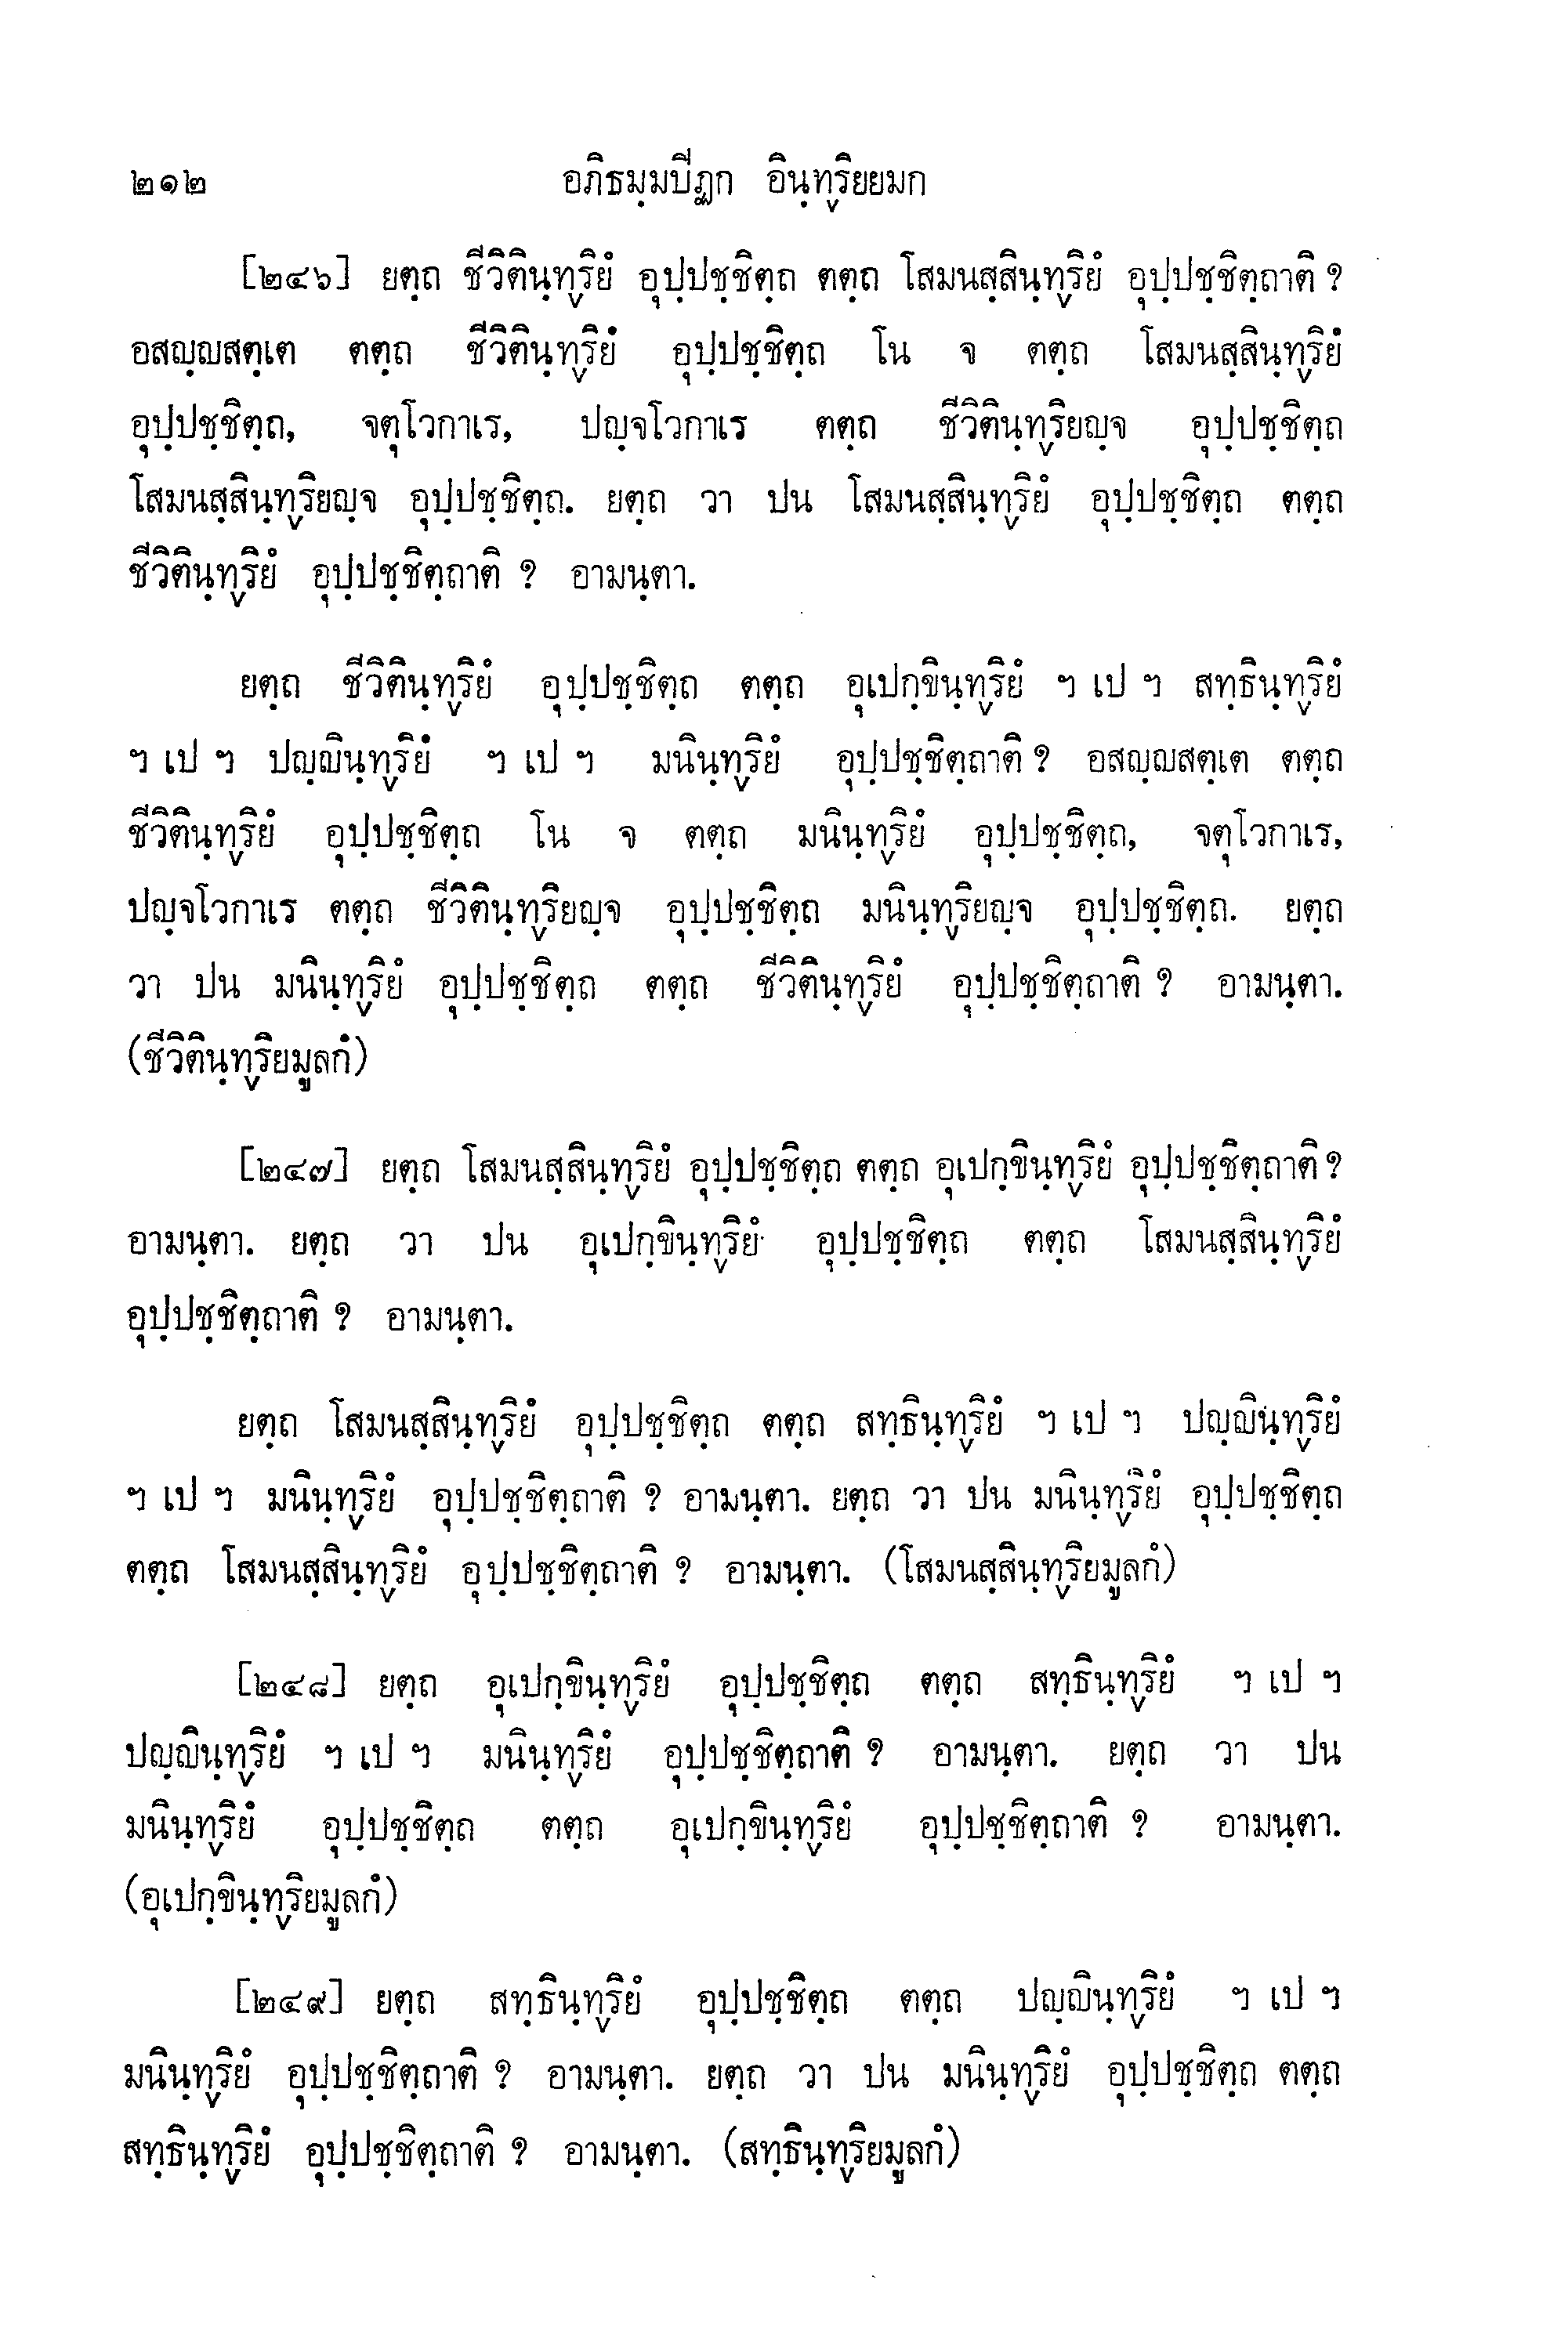 ๒๑๒ อภิธมฺมปีฏก อินฺทฺริยยมก
[๒๔๖] ยตฺถ ชีวิตินฺทฺริยํ อุปฺปชฺชิตฺถ ตตฺถ โสมนสฺสินฺทฺริยํ อุปฺปชฺชิตฺถาติ ?
อสญฺญสตฺเต ตตฺถ ชีวิตินฺทฺริยํ อุปฺปชฺชิตฺถ โน จ ตตฺถ โสมนสฺสินฺทฺริยํ
อุปฺปชฺชิตฺถ, จตุโวกาเร, ปญฺจโวกาเร ตตฺถ ชีวิตินฺทฺริยญฺจ อุปฺปชฺชิตฺถ
โสมนสฺสินฺทฺริยญฺจ อุปฺปชฺชิตฺถ. ยตฺถ วา ปน โสมนสฺสินฺทฺริยํ อุปฺปชฺชิตฺถ ตตฺถ
ชีวิตินฺทฺริยํ อุปฺปชฺชิตฺถาติ ? อามนฺตา.
ยตฺถ ชีวิตินฺทฺริยํ อุปฺปชฺชิตฺถ ตตฺถ อุเปกฺขินฺทฺริยํ ฯ เป ฯ สทฺธินฺทฺริยํ
ฯ เป ฯ ปญฺญินฺทฺริยํ ฯ เป ฯ มนินฺทฺริยํ อุปฺปชฺชิตฺถาติ ? อสญฺญสตฺเต ตตฺถ
ชีวิตินฺทฺริยํ อุปฺปชฺชิตฺถ โน จ ตตฺถ มนินฺทฺริยํ อุปฺปชฺชิตฺถ, จตุโวกาเร,
ปญฺจโวกาเร ตตฺถ ชีวิตินฺทฺริยญฺจ อุปฺปชฺชิตฺถ มนินฺทฺริยญฺจ อุปฺปชฺชิตฺถ. ยตฺถ
วา ปน มนินฺทฺริยํ อุปฺปชฺชิตฺถ ตตฺถ ชีวิตินฺทฺริยํ อุปฺปชฺชิตฺถาติ ? อามนฺตา.
(ชีวิตินฺทฺริยมูลกํ)
[๒๔๗] ยตฺถ โสมนสฺสินฺทฺริยํ อุปฺปชฺชิตฺถ ตตฺถ อุเปกฺขินฺทฺริยํ อุปฺปชฺชิตฺถาติ ?
อามนฺตา. ยตฺถ วา ปน อุเปกฺขินฺทฺริยํ อุปฺปชฺชิตฺถ ตตฺถ โสมนสฺสินฺทฺริยํ
อุปฺปชฺชิตฺถาติ ? อามนฺตา.
ยตฺถ โสมนสฺสินฺทฺริยํ อุปฺปชฺชิตฺถ ตตฺถ สทฺธินฺทฺริยํ ฯ เป ฯ ปญฺญินฺทฺริยํ
ฯ เป ฯ มนินฺทฺริยํ อุปฺปชฺชิตฺถาติ ? อามนฺตา. ยตฺถ วา ปน มนินฺทฺริยํ อุปฺปชฺชิตฺถ
ตตฺถ โสมนสฺสินฺทฺริยํ อุปฺปชฺชิตฺถาติ ? อามนฺตา. (โสมนสฺสินฺทฺริยมูลกํ)
[๒๔๘] ยตฺถ อุเปกฺขินฺทฺริยํ อุปฺปชฺชิตฺถ ตตฺถ สทฺธินฺทฺริยํ ฯ เป ฯ
ปญฺญินฺทฺริยํ ฯ เป ฯ มนินฺทฺริยํ อุปฺปชฺชิตฺถาติ ? อามนฺตา. ยตฺถ วา ปน
มนินฺทฺริยํ อุปฺปชฺชิตฺถ ตตฺถ อุเปกฺขินฺทฺริยํ อุปฺปชฺชิตฺถาติ ? อามนฺตา.
(อุเปกฺขินฺทฺริยมูลกํ)
[๒๔๙] ยตฺถ สทฺธินฺทฺริยํ อุปฺปชฺชิตฺถ ตตฺถ ปญฺญินฺทฺริยํ ฯ เป ฯ
มนินฺทฺริยํ อุปฺปชฺชิตฺถาติ ? อามนฺตา. ยตฺถ วา ปน มนินฺทฺริยํ อุปฺปชฺชิตฺถ ตตฺถ
สทฺธินฺทฺริยํ อุปฺปชฺชิตฺถาติ ? อามนฺตา. (สทฺธินฺทฺริยมูลกํ)